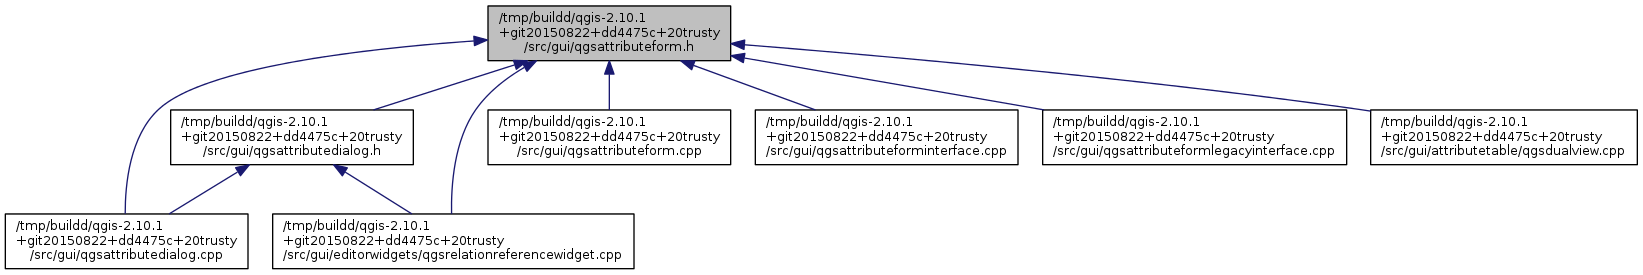 /tmp/buildd/qgis-2.10.1
+git20150822+dd4475c+20trusty
/src/gui/qgsattributeform.h
/tmp/buildd/qgis-2.10.1
+git20150822+dd4475c+20trusty
/src/gui/qgsattributedialog.h
/tmp/buildd/qgis-2.10.1
+git20150822+dd4475c+20trusty
/src/gui/qgsattributeform.cpp
/tmp/buildd/qgis-2.10.1
+git20150822+dd4475c+20trusty
/src/gui/qgsattributeforminterface.cpp
/tmp/buildd/qgis-2.10.1
+git20150822+dd4475c+20trusty
/src/gui/qgsattributeformlegacyinterface.cpp
/tmp/buildd/qgis-2.10.1
+git20150822+dd4475c+20trusty
/src/gui/attributetable/qgsdualview.cpp
/tmp/buildd/qgis-2.10.1
+git20150822+dd4475c+20trusty
/src/gui/qgsattributedialog.cpp
/tmp/buildd/qgis-2.10.1
+git20150822+dd4475c+20trusty
/src/gui/editorwidgets/qgsrelationreferencewidget.cpp